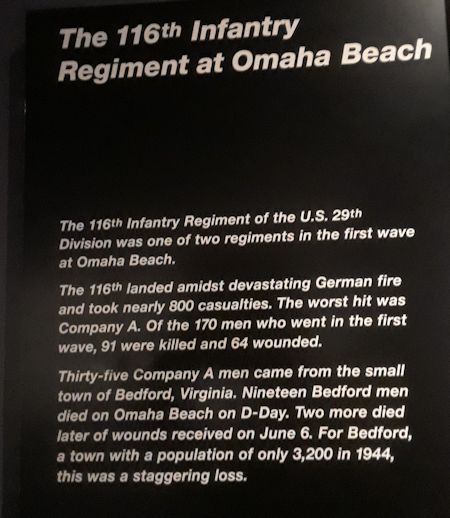 The 116th Infantry
Regiment at Omaha Beach
The 116th Infantry Regiment of the U.S. 29th
Division was one of two regiments in the first wave
at Omaha Beach.
The 116th landed amidst devastating German fire
and took nearly 800 casualties. The worst hit was
Company A. Of the 170 men who went in the first
wave, 91 were killed and 64 wounded.
Thirty-five Company A men came from the small
town of Bedford, Virginia. Nineteen Bedford men
died on Omaha Beach on D-Day. Two more died
later of wounds received on June 6. For Bedford,
a town with a population of only 3,200 in 1944,
this was a staggering loss.